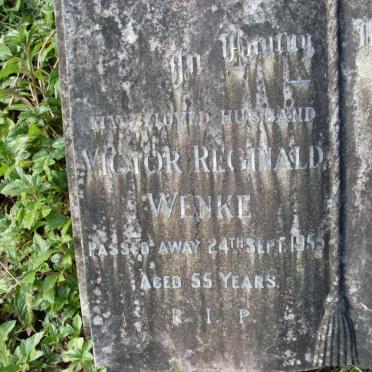 In Memory
MY BELOVED HUSBAND
VICTOR REGINALD
WENKE
PASSED AWAY 24TH SEPT. 1955
AGED 55 YEARS.
R. I. P